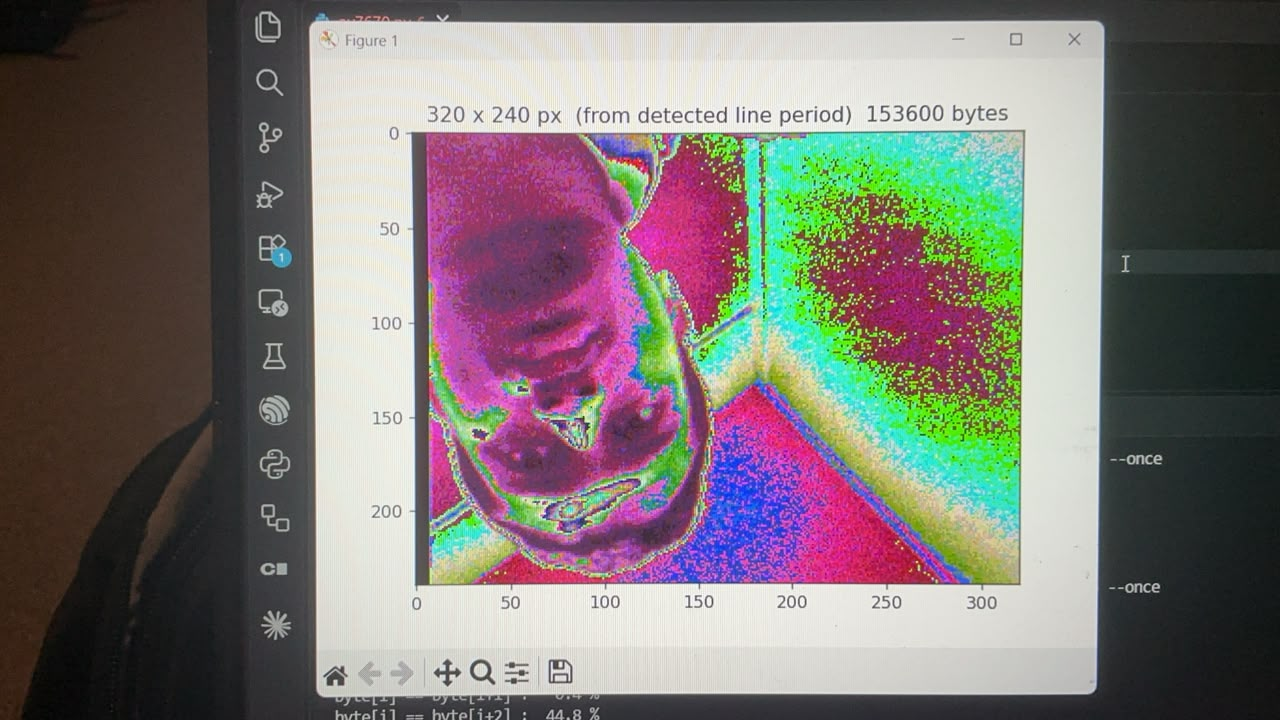 Figure 1
320 x 240 px (from detected line period) 153600 bytes
0
50
100
150
200
0 50 100 150 200 250 300
1
--once
--once
byte[i] == byte[i+2] : 44.8 %